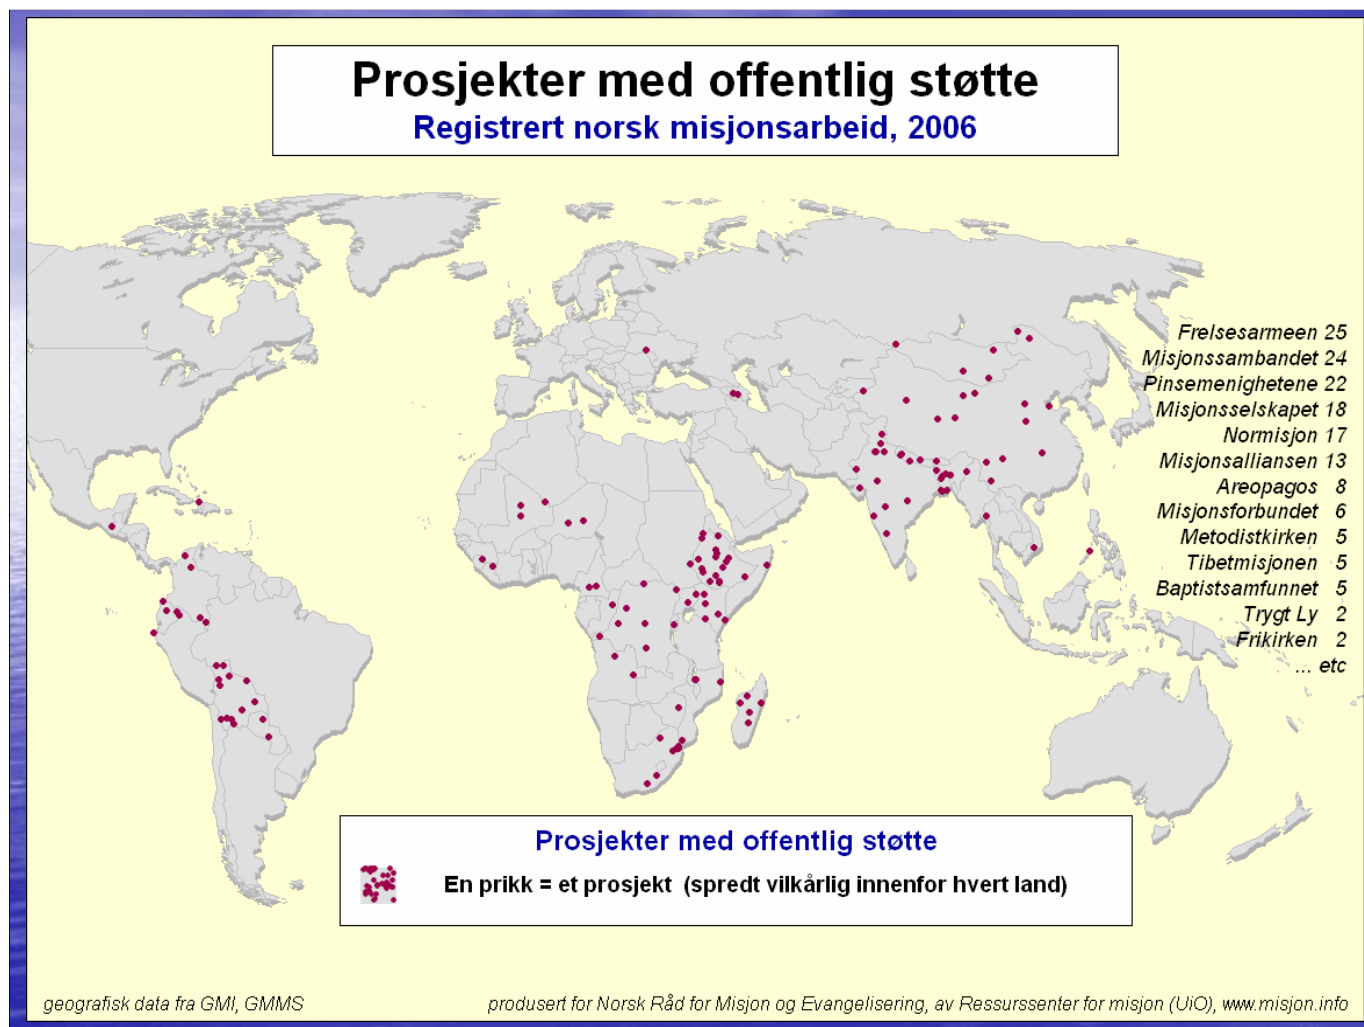 Prosjekter med offentlig støtte
Registrert norsk misjonsarbeid, 2006
Frelsesarmeen 25
Misjonssambandet 24
Pinsemenighetene 22
Misjonsselskapet 18
Normisjon 17
Misjonsalliansen 13
Areopagos 8
Misjonsforbundet 6
Metodistkirken 5
Tibetmisjonen 5
Baptistsamfunnet 5
Trygt Ly 2
Frikirken 2
... etc
Prosjekter med offentlig støtte
En prikk = et prosjekt (spredt vilkårlig innenfor hvert land)
geografisk data fra GMI, GMMS
produsert for Norsk Råd for Misjon og Evangelisering, av Ressurssenter for misjon (UiO), www.misjon.info